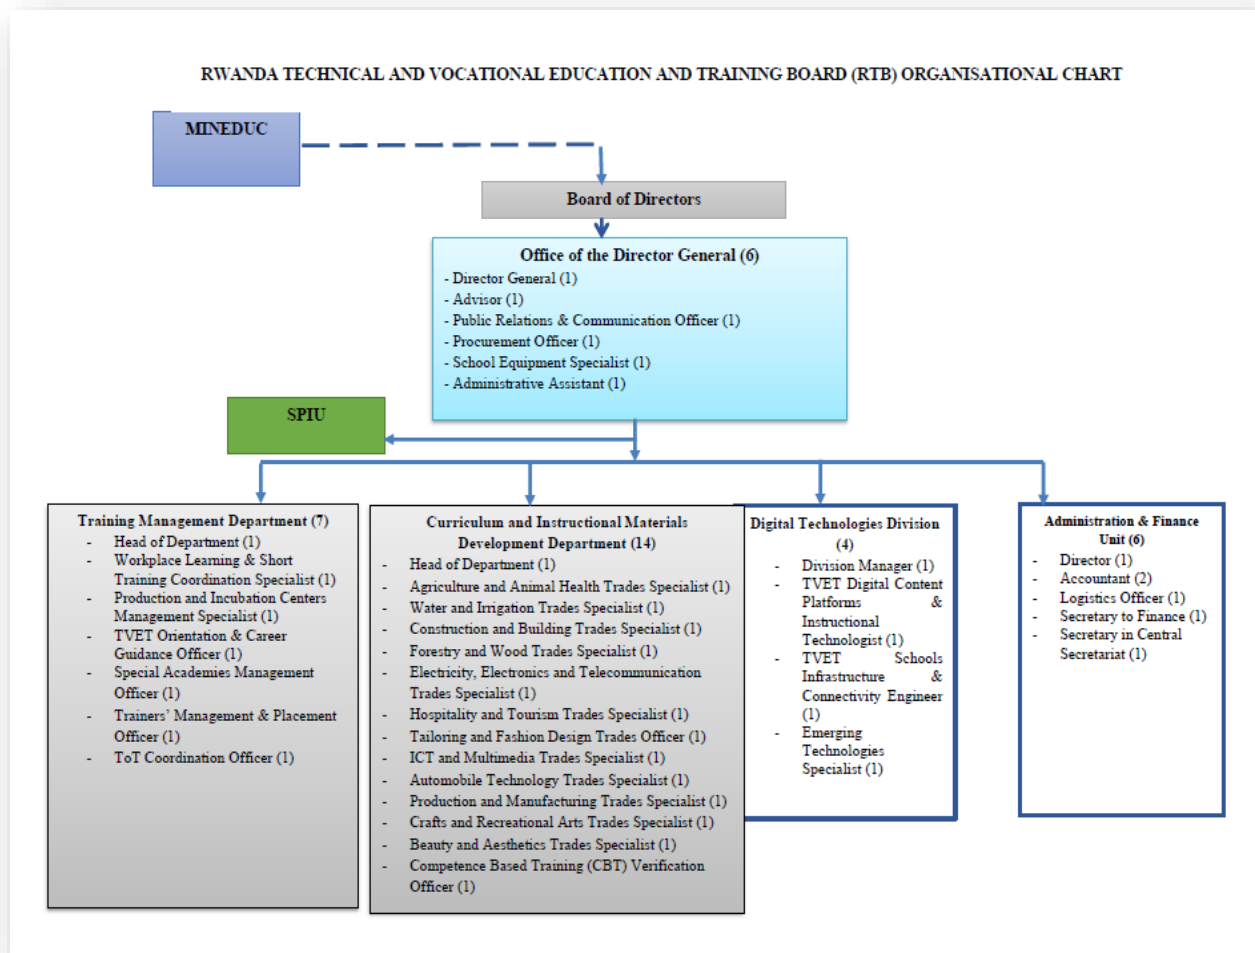 RWANDA TECHNICAL AND VOCATIONAL EDUCATION AND TRAINING BOARD (RTB) ORGANISATIONAL CHART
MINEDUC
Board of Directors
Office of the Director General (6)
- Director General (1)
- Advisor (1)
- Public Relations & Communication Officer (1)
- Procurement Officer (1)
- School Equipment Specialist (1)
- Administrative Assistant (1)
SPIU
Training Management Department (7)
- Head of Department (1)
- Workplace Learning & Short
Training Coordination Specialist (1)
- Production and Incubation Centers
Management Specialist (1)
- TVET Orientation & Career
Guidance Officer (1)
- Special Academies Management
Officer (1)
- Trainers' Management & Placement
Officer (1)
- ToT Coordination Officer (1)
Curriculum and Instructional Materials
Development Department (14)
- Head of Department (1)
- Agriculture and Animal Health Trades Specialist (1)
- Water and Irrigation Trades Specialist (1)
- Construction and Building Trades Specialist (1)
- Forestry and Wood Trades Specialist (1)
- Electricity, Electronics and Telecommunication
Trades Specialist (1)
- Hospitality and Tourism Trades Specialist (1)
- Tailoring and Fashion Design Trades Officer (1)
- ICT and Multimedia Trades Specialist (1)
- Automobile Technology Trades Specialist (1)
- Production and Manufacturing Trades Specialist (1)
- Crafts and Recreational Arts Trades Specialist (1)
- Beauty and Aesthetics Trades Specialist (1)
- Competence Based Training (CBT) Verification
Officer (1)
Digital Technologies Division
(4)
- Division Manager (1)
- TVET Digital Content
Platforms &
Instructional
Technologist (1)
- TVET Schools
Infrastructure &
Connectivity Engineer
(1)
- Emerging
Technologies
Specialist (1)
Administration & Finance
Unit (6)
- Director (1)
- Accountant (2)
- Logistics Officer (1)
- Secretary to Finance (1)
- Secretary in Central
Secretariat (1)